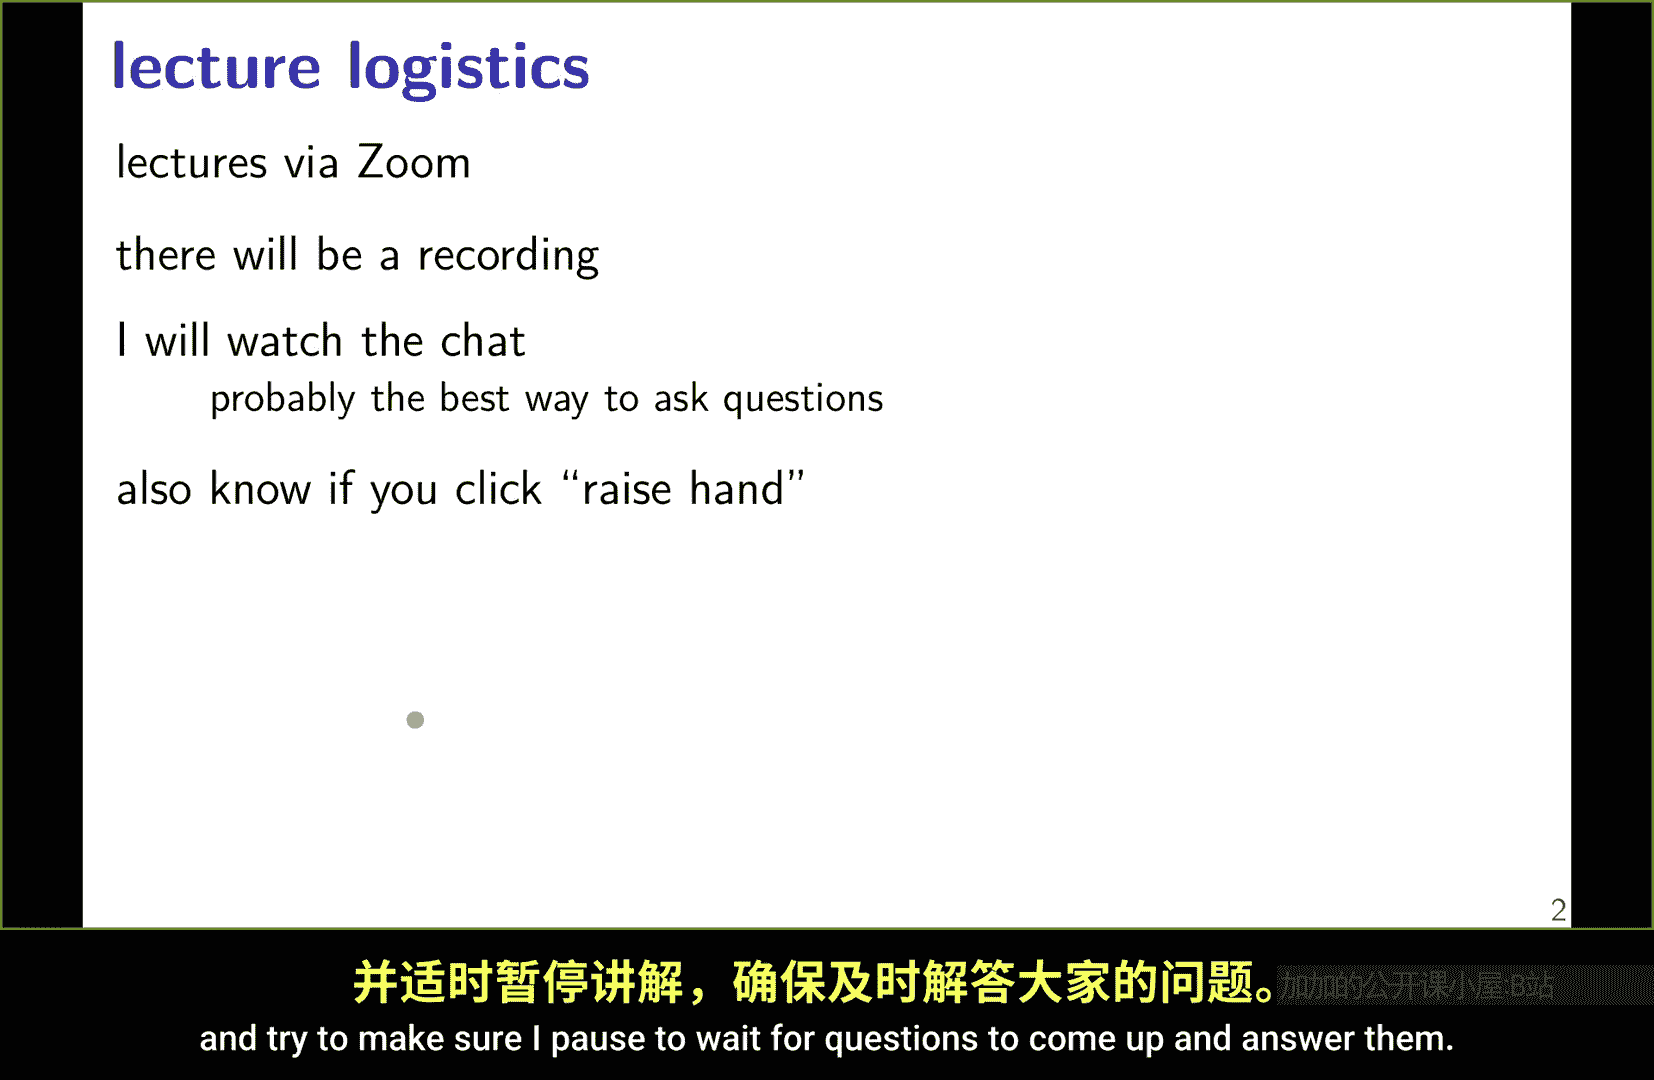 lecture logistics
lectures via Zoom
there will be a recording
I will watch the chat
probably the best way to ask questions
also know if you click “raise hand”
2
并适时暂停讲解，确保及时解答大家的问题。
加加的公开课小屋:B站
and try to make sure I pause to wait for questions to come up and answer them.